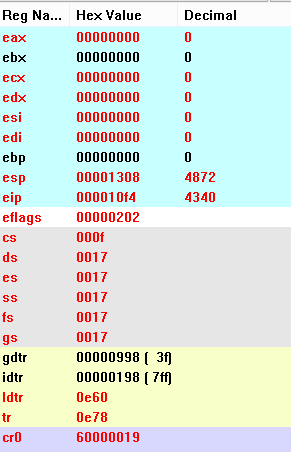 Reg Na... Hex Value Decimal
eax 00000000 0
ebx 00000000 0
ecx 00000000 0
edx 00000000 0
esi 00000000 0
edi 00000000 0
ebp 00000000 0
esp 00001308 4872
eip 000010f4 4340
eflags 00000202
cs 000f
ds 0017
es 0017
ss 0017
fs 0017
gs 0017
gdtr 00000998 ( 3f)
idtr 00000198 ( 7ff)
ldtr 0e60
tr 0e78
cr0 60000019